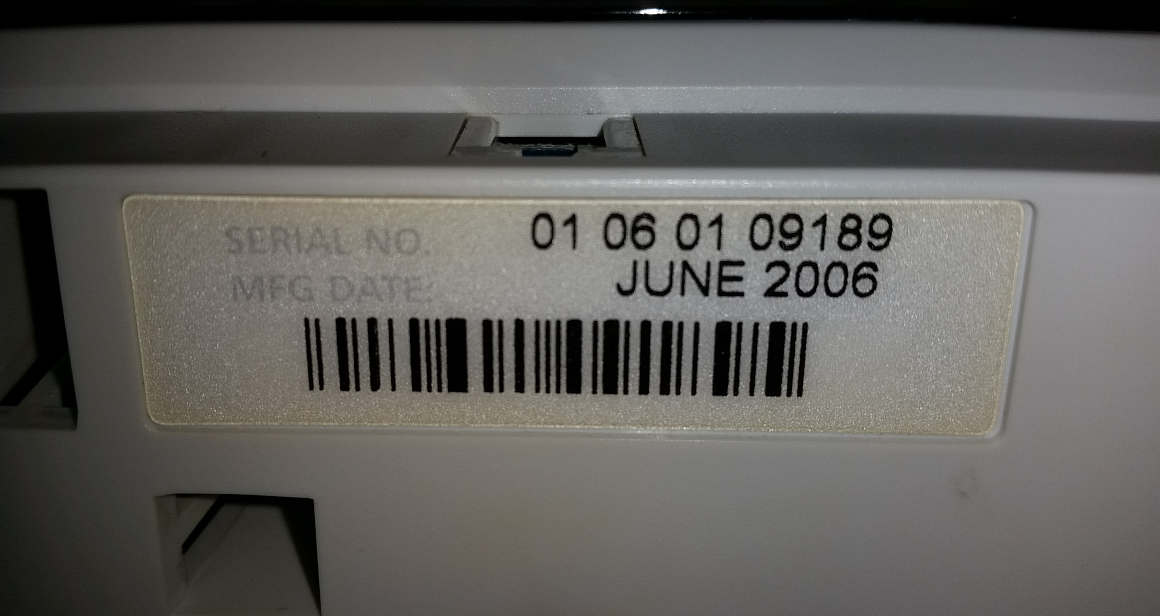 SERIAL NO. 01 06 01 09189
MFG DATE: JUNE 2006